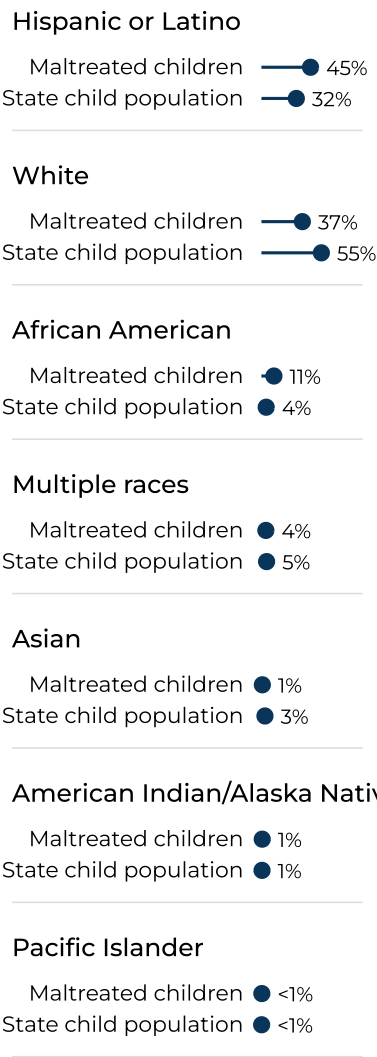 Hispanic or Latino
Maltreated children 45%
State child population 32%
White
Maltreated children 37%
State child population 55%
African American
Maltreated children 11%
State child population 4%
Multiple races
Maltreated children 4%
State child population 5%
Asian
Maltreated children 1%
State child population 3%
American Indian/Alaska Nativ
Maltreated children 1%
State child population 1%
Pacific Islander
Maltreated children <1%
State child population <1%